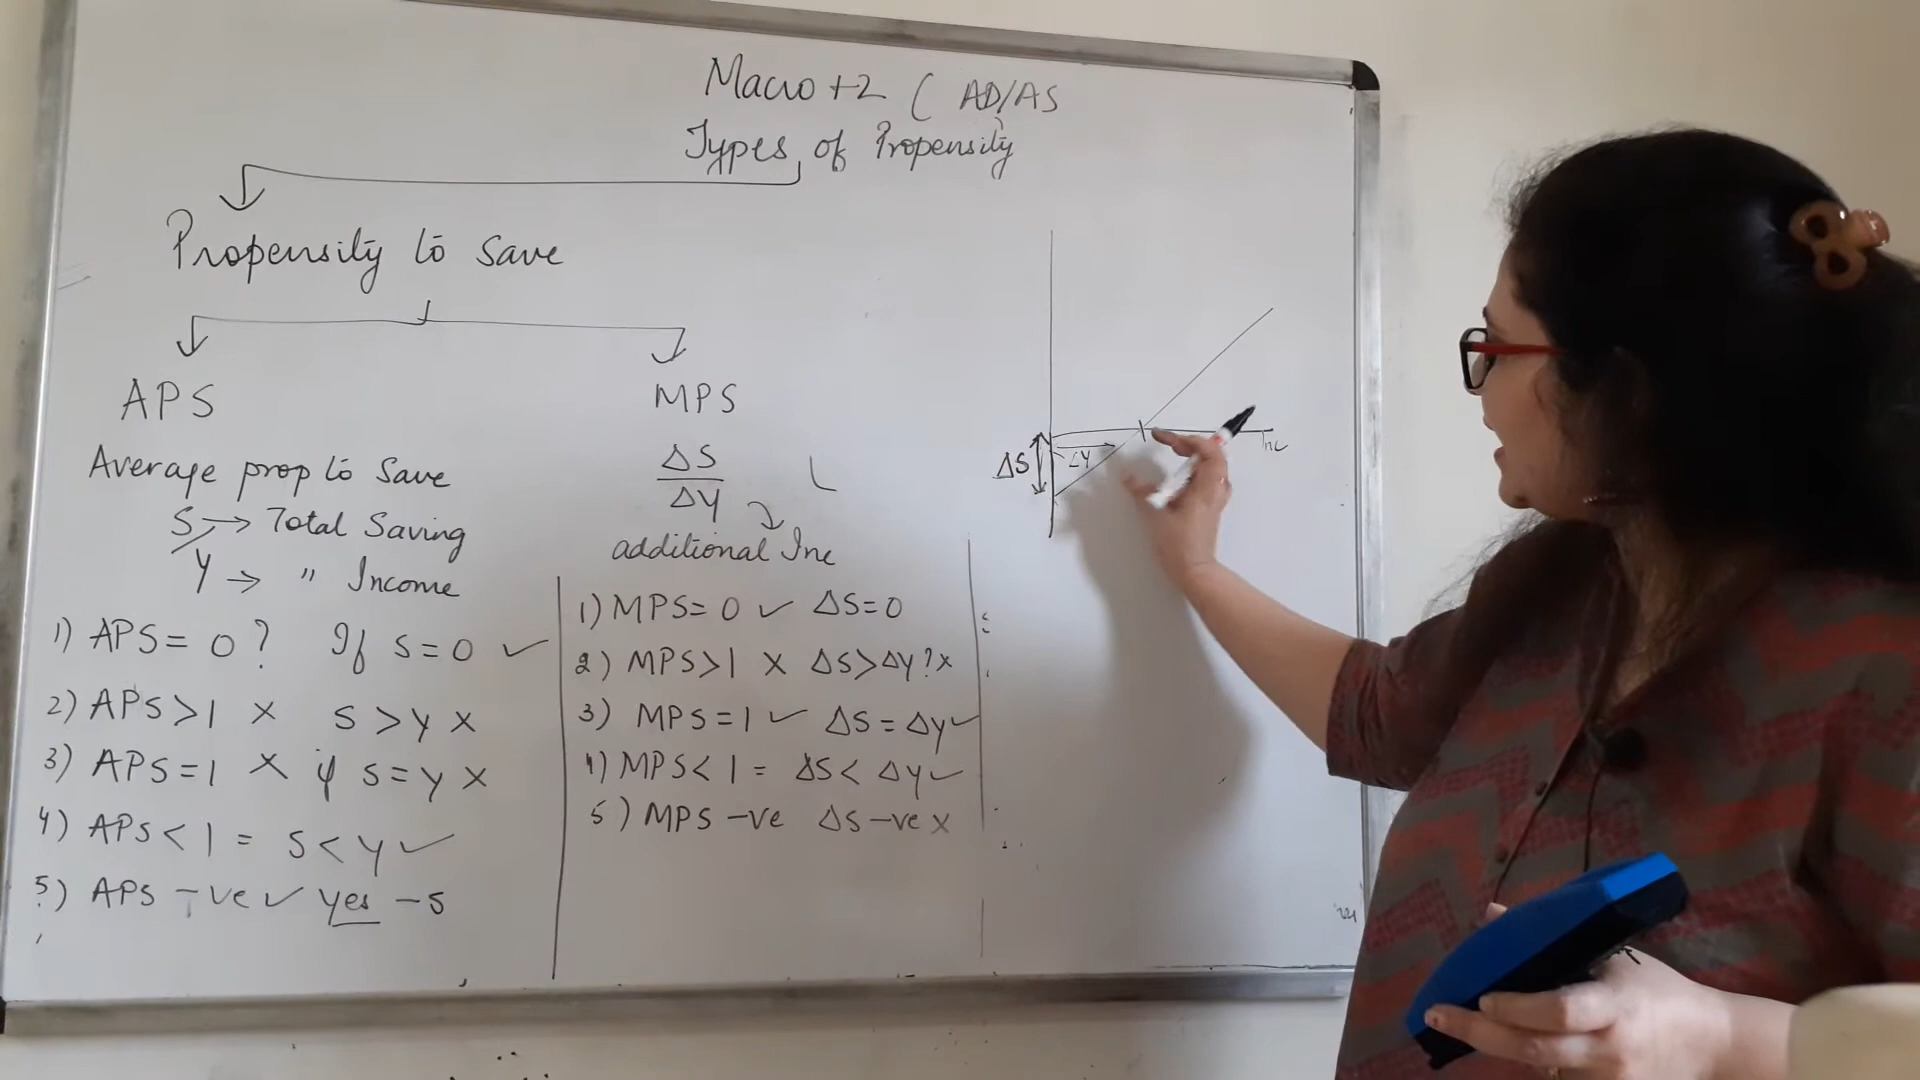 Macro +2 ( AD/AS
Types of Propensity
Propensity to Save
APS
Average prop to Save
S → Total Saving
Y → " Income
1) APS = 0 ? If S = 0 ✓
2) APS > 1 × S > Y ×
3) APS = 1 × if S = Y ×
4) APS < 1 = S < Y ✓
5) APS -ve ✓ Yes -S
MPS
ΔS
ΔY
additional Inc
1) MPS = 0 ✓ ΔS = 0
2) MPS > 1 × ΔS > ΔY ? ×
3) MPS = 1 ✓ ΔS = ΔY ✓
4) MPS < 1 = ΔS < ΔY ✓
5) MPS -ve ΔS -ve ×
ΔS
ΔY
Inc